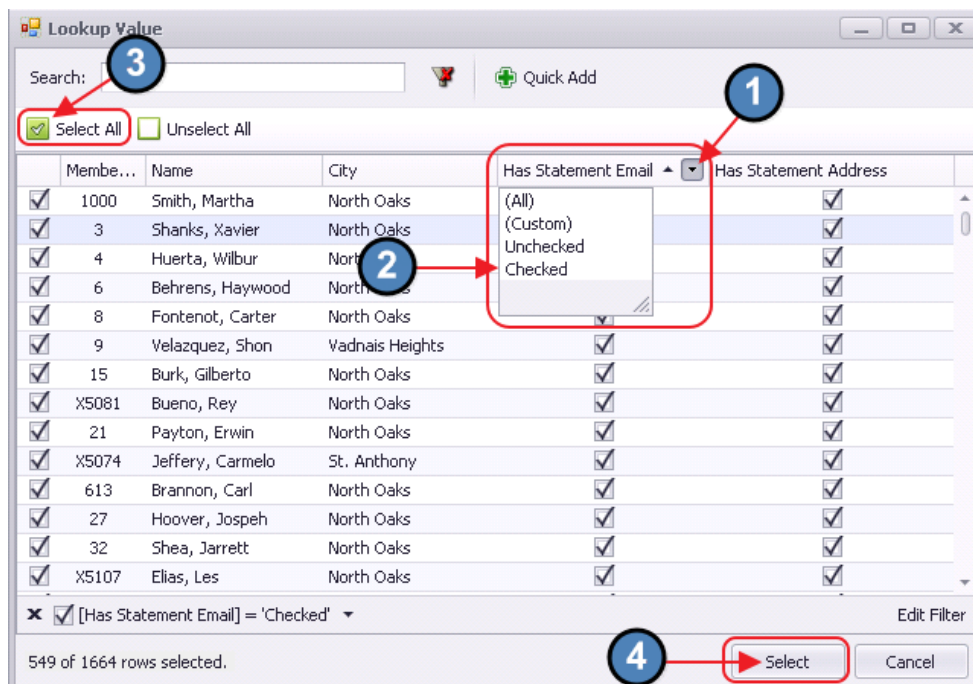 Lookup Value
Search:
3
Quick Add
1
Select All Unselect All
Membe... Name City Has Statement Email Has Statement Address
1000 Smith, Martha North Oaks
(All)
3 Shanks, Xavier North Oaks
(Custom)
4 Huerta, Wilbur
Unchecked
2
6 Behrens, Haywood
Checked
8 Fontenot, Carter North Oaks
9 Velazquez, Shon Vadnais Heights
15 Burk, Gilberto North Oaks
X5081 Bueno, Rey North Oaks
21 Payton, Erwin North Oaks
X5074 Jeffery, Carmelo St. Anthony
613 Brannon, Carl North Oaks
27 Hoover, Jospeh North Oaks
32 Shea, Jarrett North Oaks
X5107 Elias, Les North Oaks
[Has Statement Email] = 'Checked' Edit Filter
549 of 1664 rows selected.
4
Select Cancel